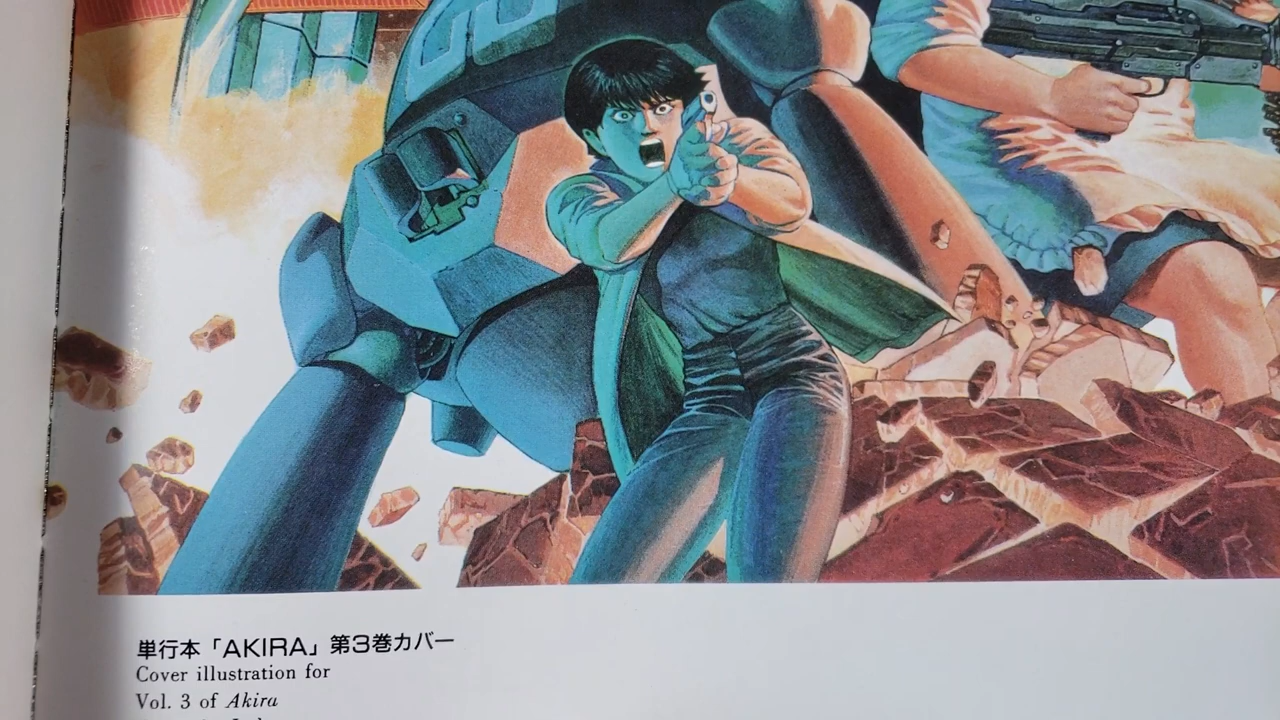 単行本「AKIRA」第3巻カバー
Cover illustration for
Vol. 3 of Akira